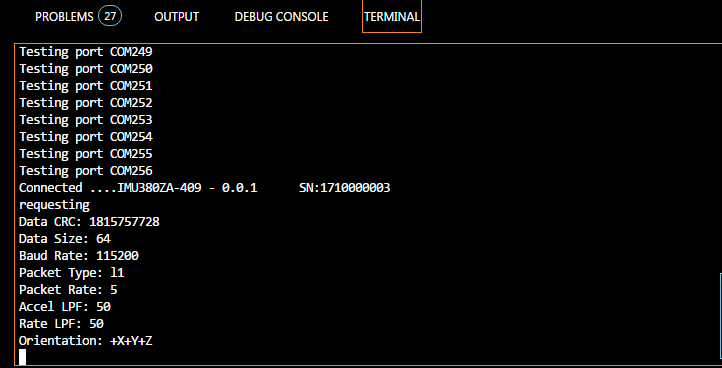 PROBLEMS 27 OUTPUT DEBUG CONSOLE TERMINAL
Testing port COM249
Testing port COM250
Testing port COM251
Testing port COM252
Testing port COM253
Testing port COM254
Testing port COM255
Testing port COM256
Connected ....IMU380ZA-409 - 0.0.1 SN:1710000003
requesting
Data CRC: 1815757728
Data Size: 64
Baud Rate: 115200
Packet Type: l1
Packet Rate: 5
Accel LPF: 50
Rate LPF: 50
Orientation: +X+Y+Z